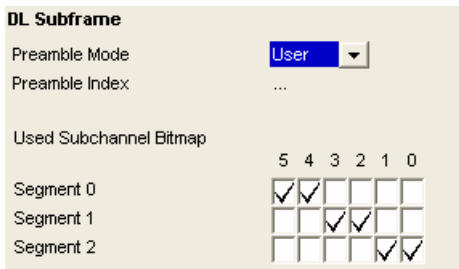 DL Subframe
Preamble Mode User
Preamble Index ...
Used Subchannel Bitmap
5 4 3 2 1 0
Segment 0
Segment 1
Segment 2